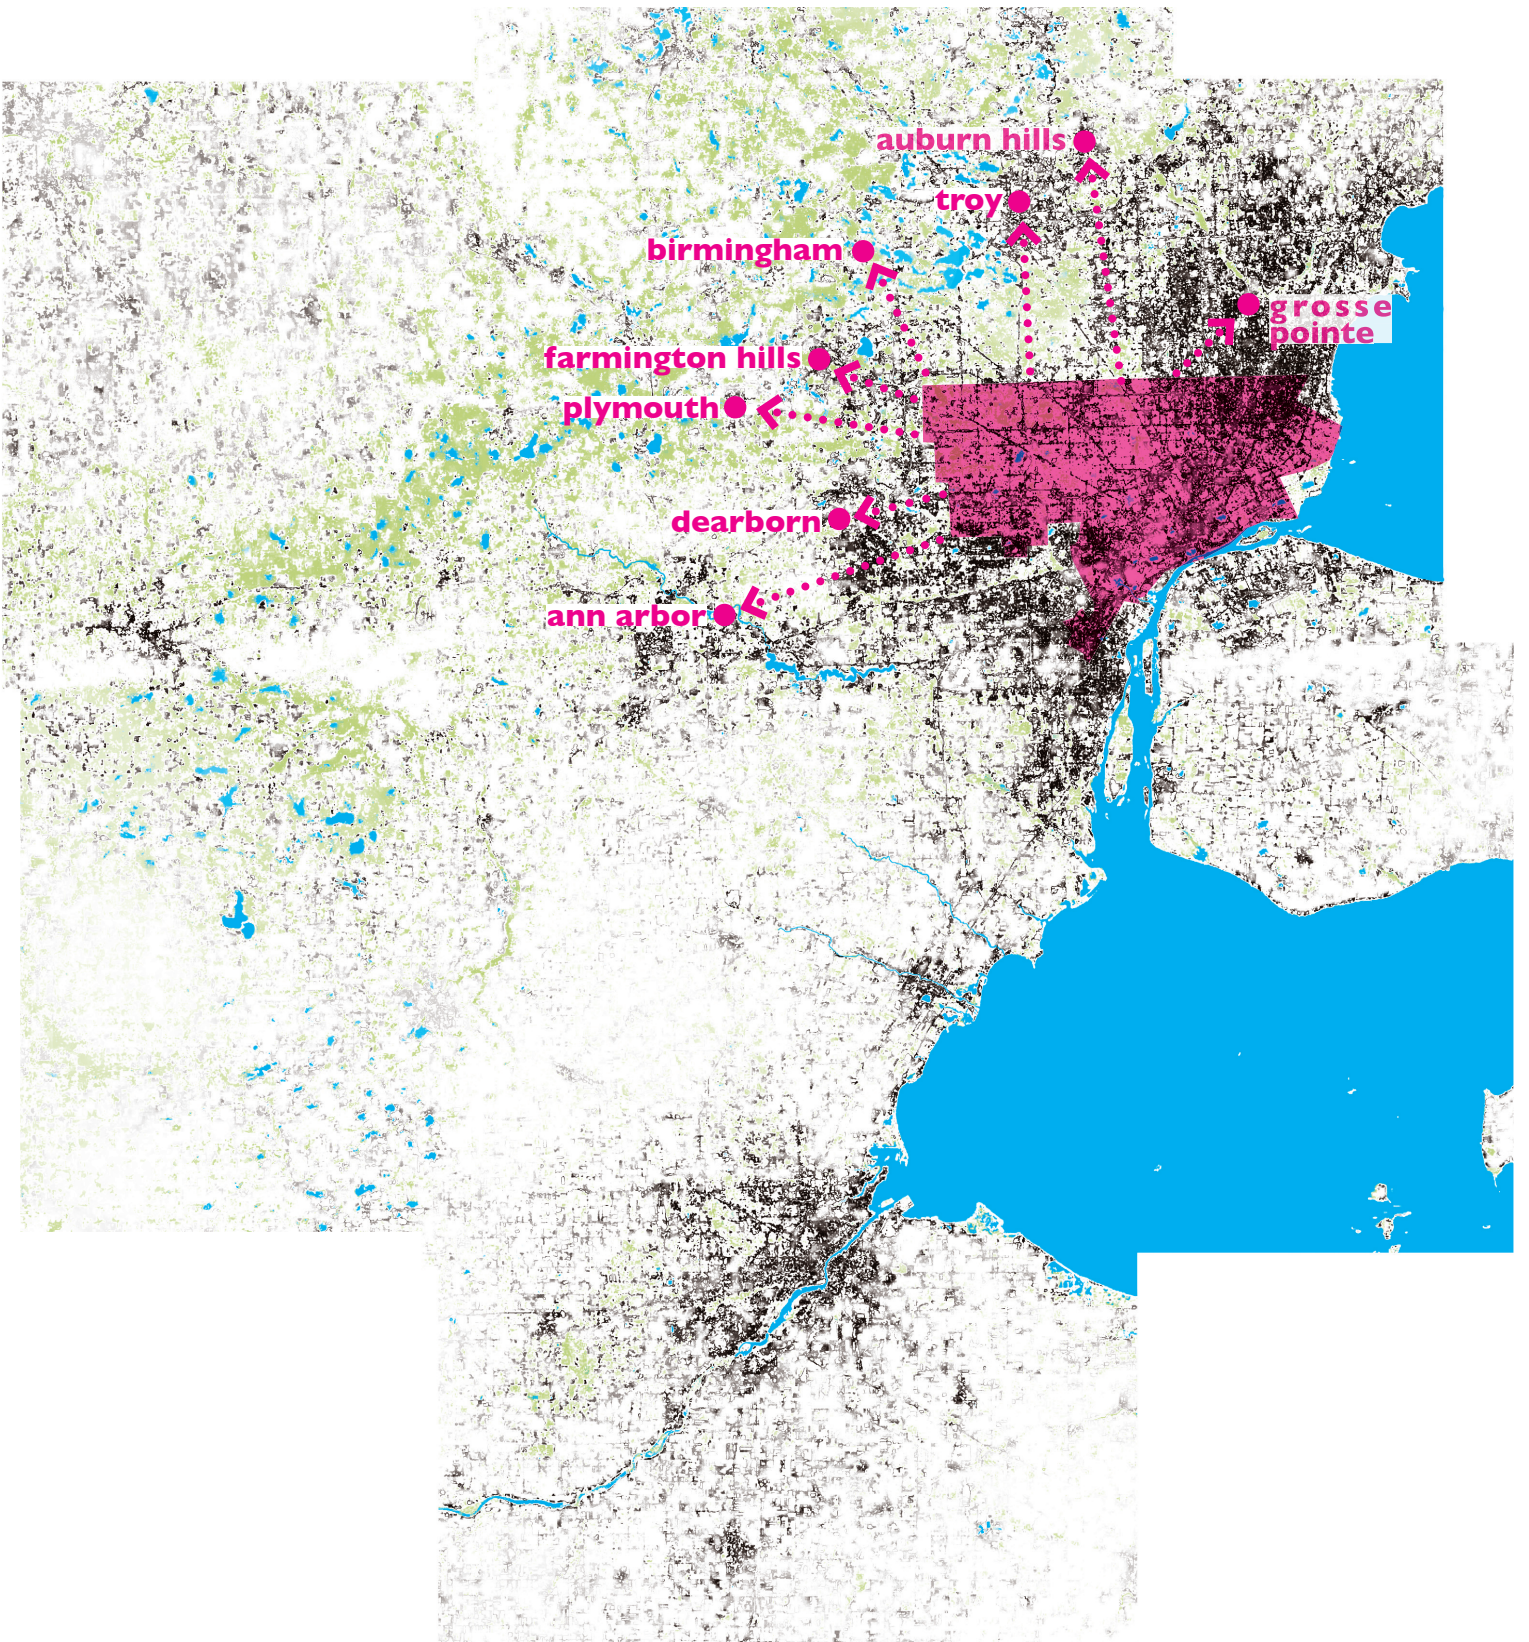 auburn hills
troy
birmingham
grosse
pointe
farmington hills
plymouth
dearborn
ann arbor